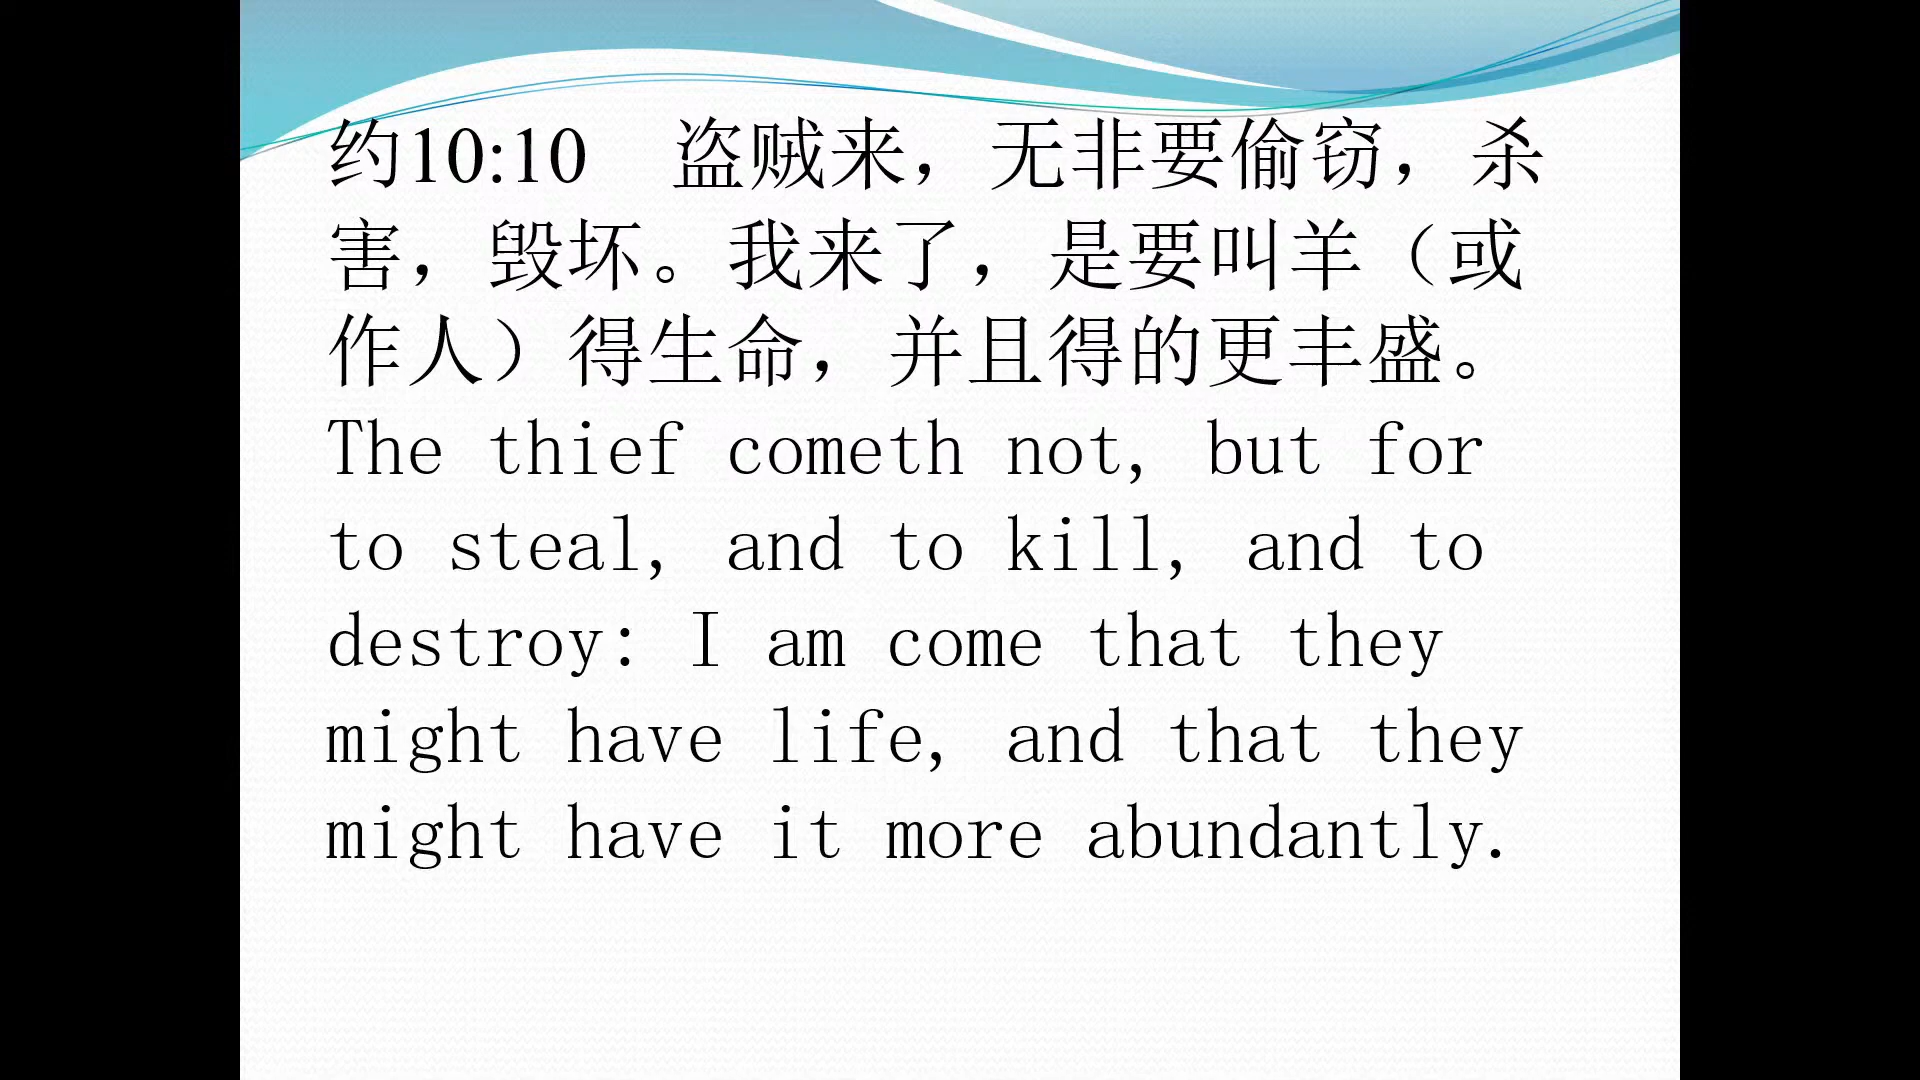 约10:10　盗贼来，无非要偷窃，杀
害，毁坏。我来了，是要叫羊（或
作人）得生命，并且得的更丰盛。
The thief cometh not, but for
to steal, and to kill, and to
destroy: I am come that they
might have life, and that they
might have it more abundantly.